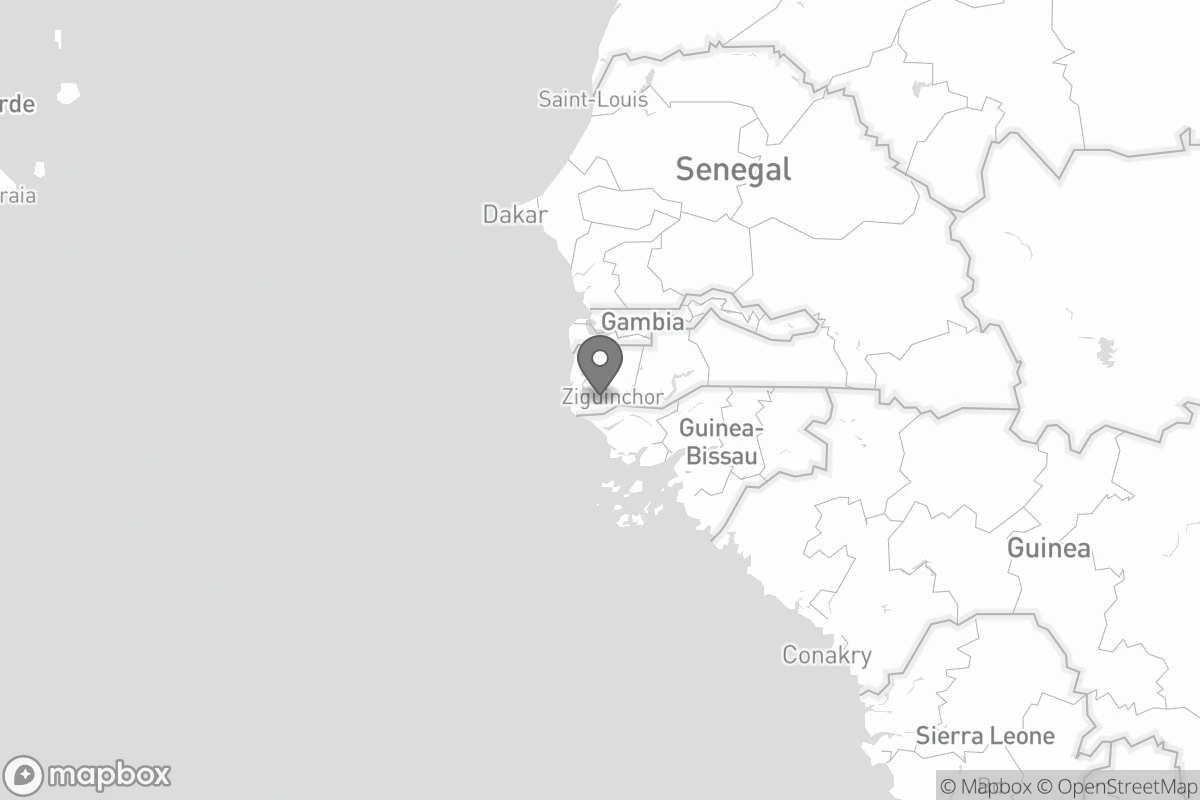 rde
Saint-Louis
Senegal
raia
Dakar
Gambia
Ziguinchor
Guinea-
Bissau
Guinea
Conakry
Sierra Leone
mapbox
© Mapbox © OpenStreetMap